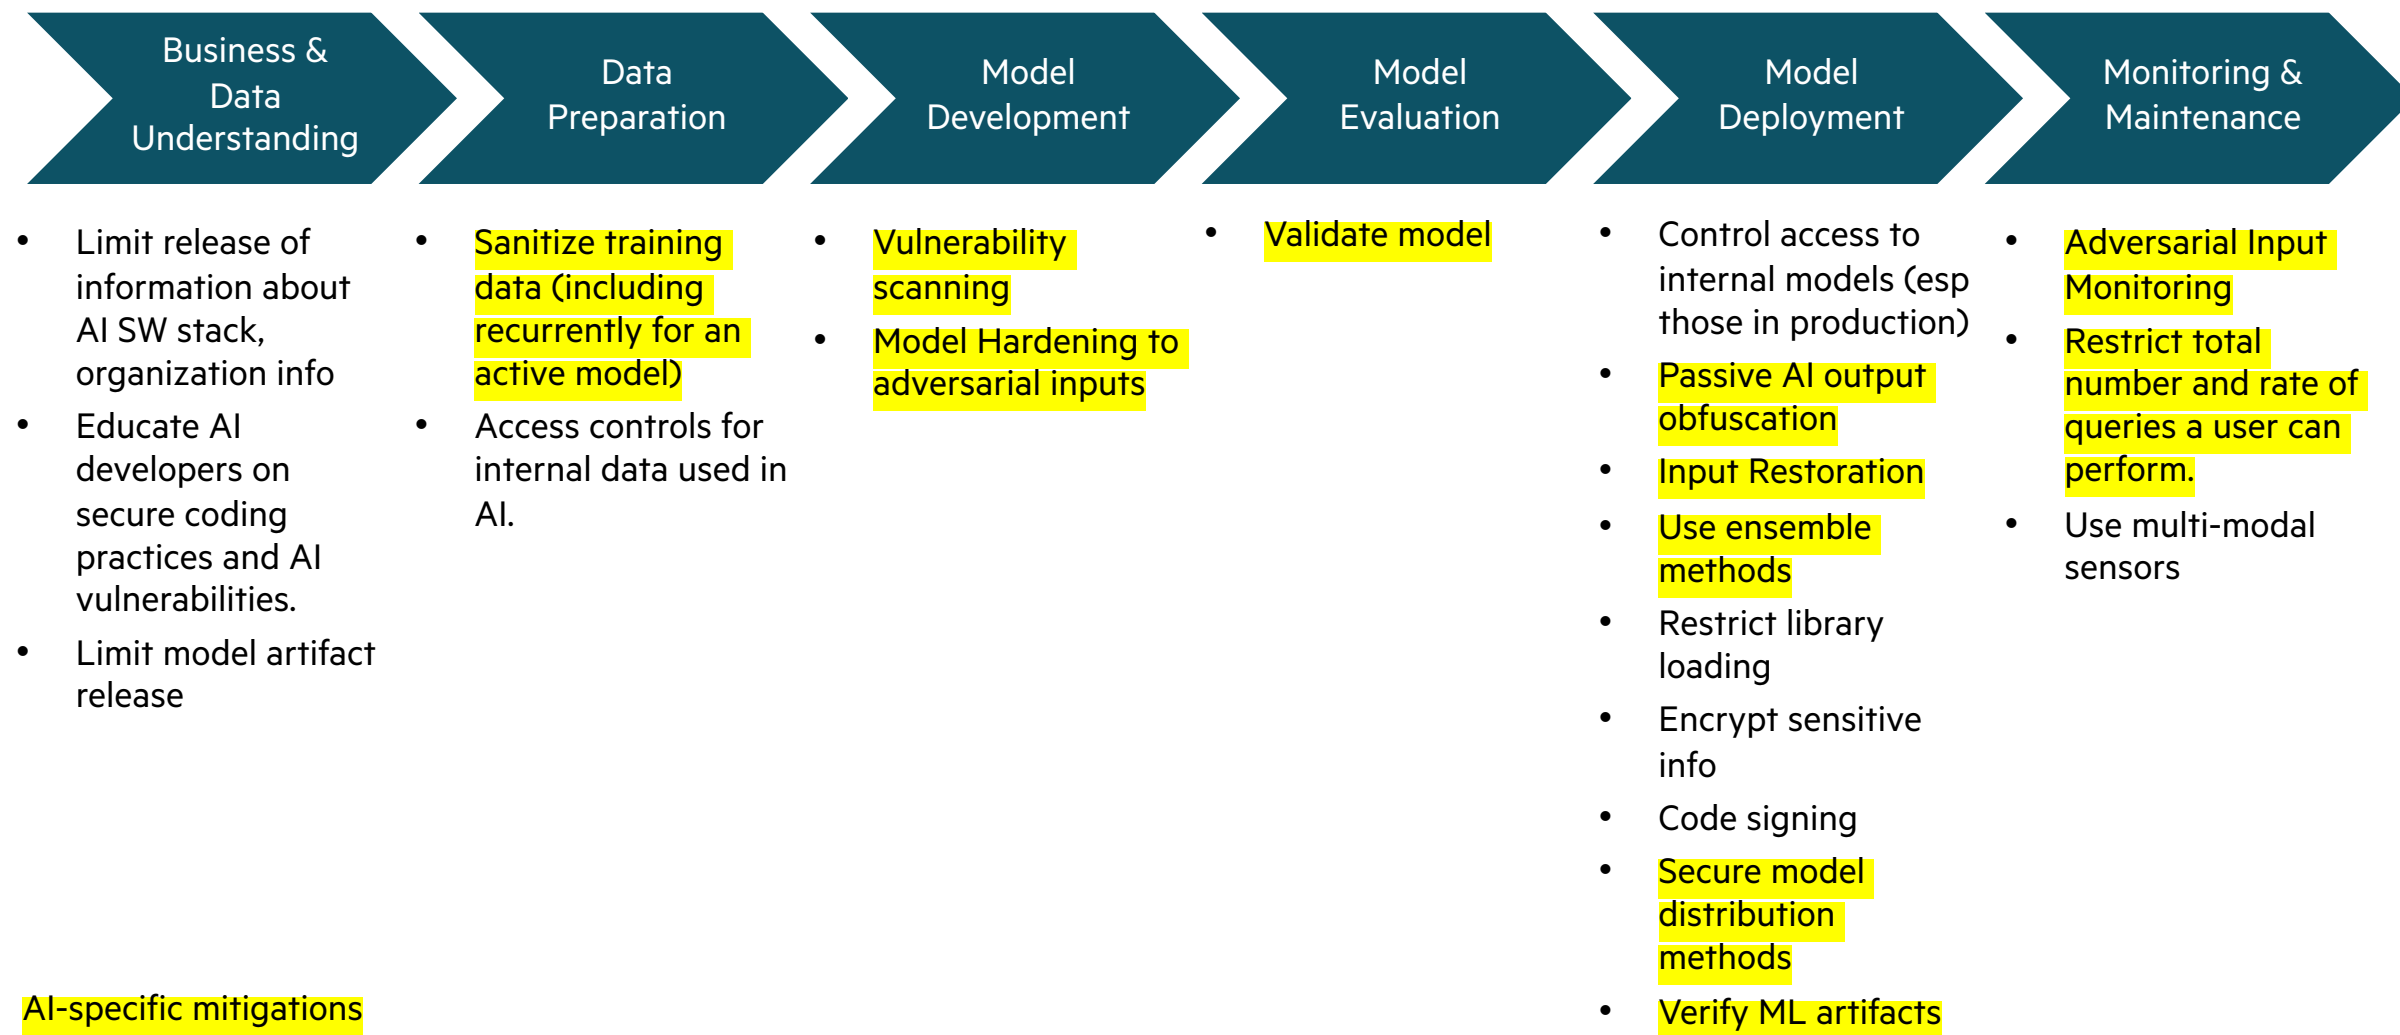 Business &
Data
Understanding
Data
Preparation
Model
Development
Model
Evaluation
Model
Deployment
Monitoring &
Maintenance
• Limit release of
information about
AI SW stack,
organization info
• Educate AI
developers on
secure coding
practices and AI
vulnerabilities.
• Limit model artifact
release
• Sanitize training
data (including
recurrently for an
active model)
• Access controls for
internal data used in
AI.
• Vulnerability
scanning
• Model Hardening to
adversarial inputs
• Validate model
• Control access to
internal models (esp
those in production)
• Passive AI output
obfuscation
• Input Restoration
• Use ensemble
methods
• Restrict library
loading
• Encrypt sensitive
info
• Code signing
• Secure model
distribution
methods
• Verify ML artifacts
• Adversarial Input
Monitoring
• Restrict total
number and rate of
queries a user can
perform.
• Use multi-modal
sensors
AI-specific mitigations